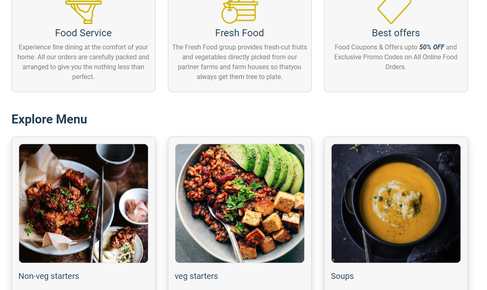 Food Service
Experience fine dining at the comfort of your
home. All our orders are carefully packed and
arranged to give you the nothing less than
perfect.
Fresh Food
The Fresh Food group provides fresh-cut fruits
and vegetables directly picked from our
partner farms and farm houses so thatyou
always get them tree to plate.
Best offers
Food Coupons & Offers upto 50% OFF and
Exclusive Promo Codes on All Online Food
Orders.
Explore Menu
Non-veg starters
veg starters
Soups